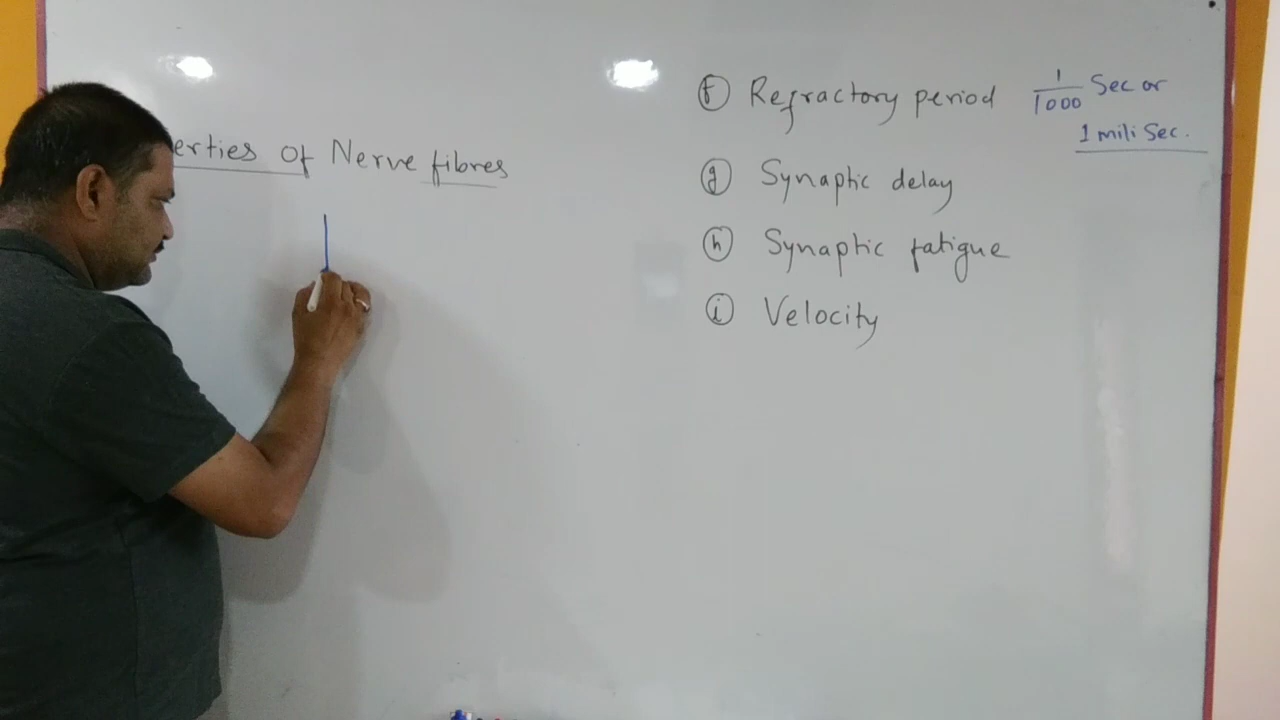 erties of Nerve fibres
(f) Refractory period 1/1000 Sec or
1 mili Sec.
(g) Synaptic delay
(h) Synaptic fatigue
(i) Velocity